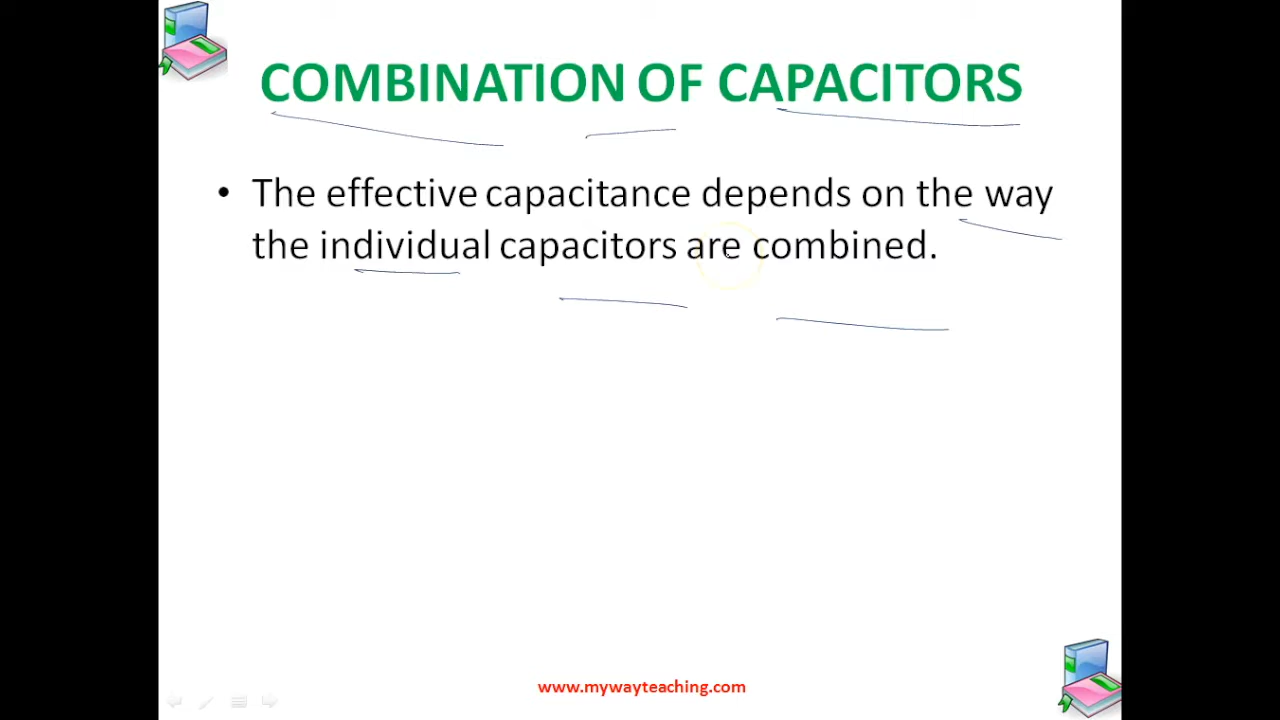 COMBINATION OF CAPACITORS
• The effective capacitance depends on the way
the individual capacitors are combined.
www.mywayteaching.com